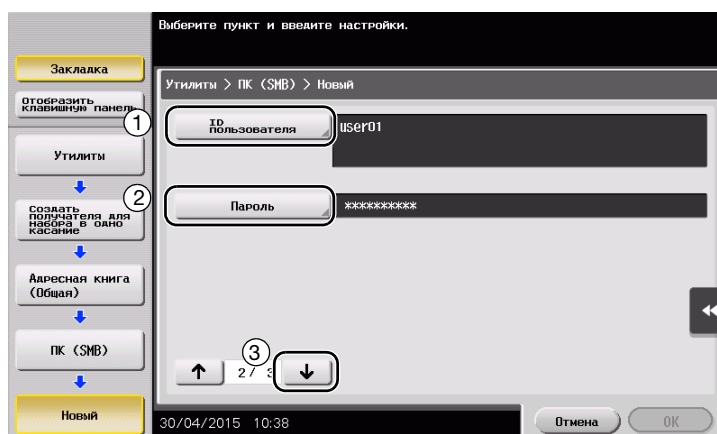 Выберите пункт и введите настройки.
Закладка
Отобразить
клавишную панель
Утилиты > ПК (SMB) > Новый
1
ID
пользователя
user01
Утилиты
2
Пароль
**********
Создать
получателя для
набора в одно
касание
Адресная книга
(Общая)
ПК (SMB)
3
2/ 3
Новый
30/04/2015 10:38
Отмена
OK